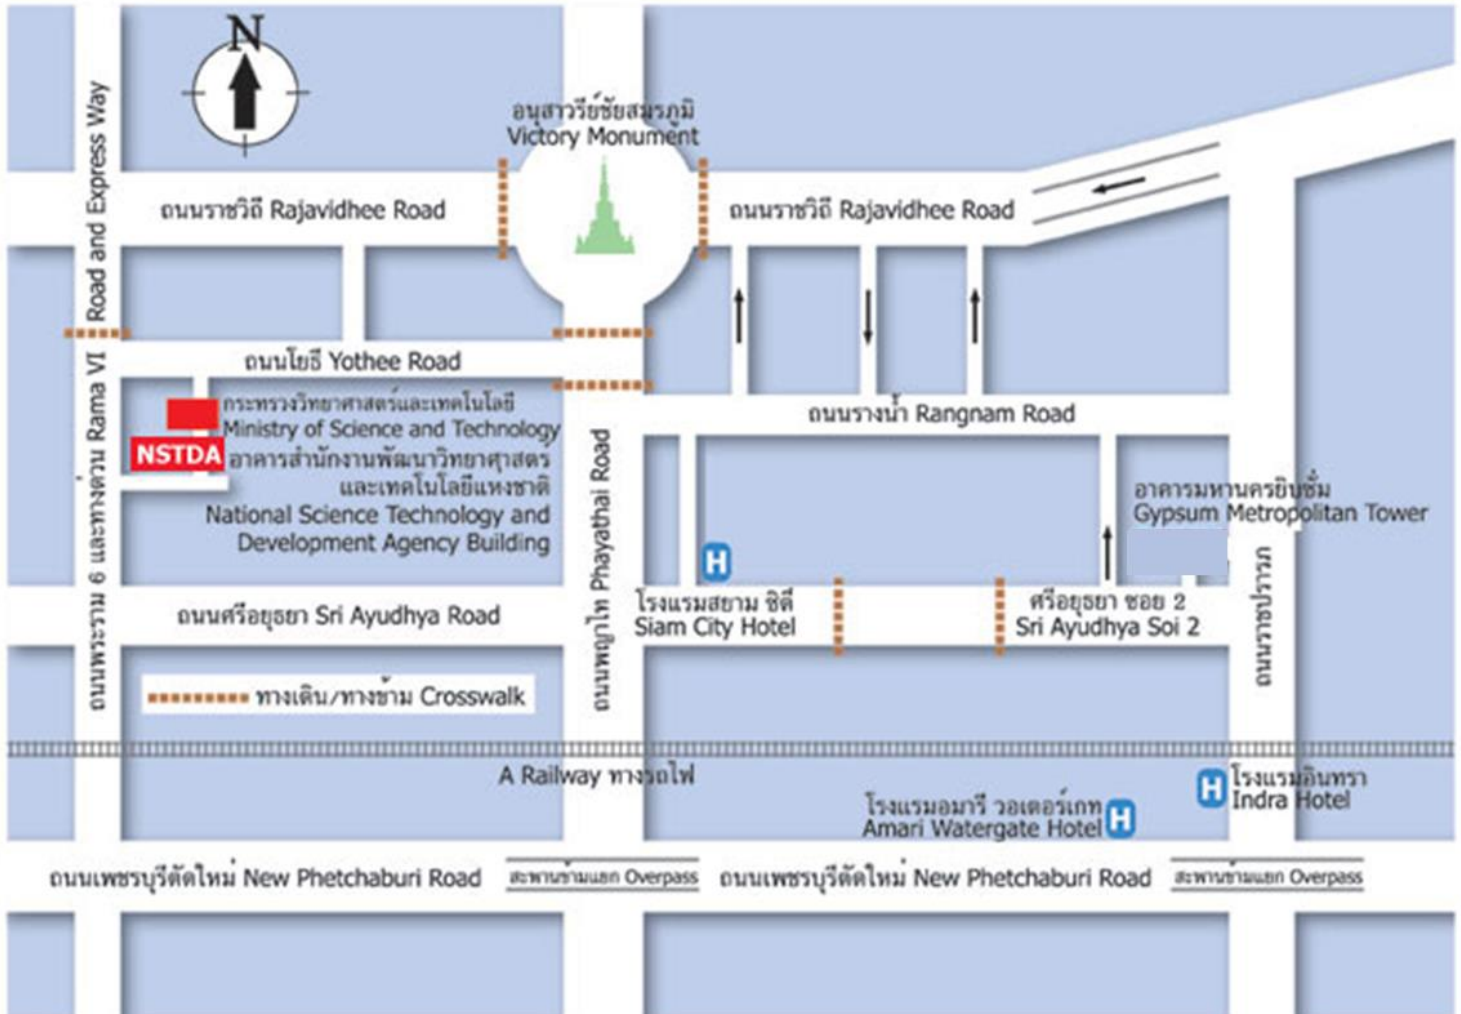 N
อนุสาวรีย์ชัยสมรภูมิ
Victory Monument
ถนนราชวิถี Rajavidhee Road
ถนนราชวิถี Rajavidhee Road
ถนนพระราม 6 และทางด่วน Rama VI Road and Express Way
ถนนโยธี Yothee Road
กระทรวงวิทยาศาสตร์และเทคโนโลยี
Ministry of Science and Technology
NSTDA
อาคารสำนักงานพัฒนาวิทยาศาสตร์
และเทคโนโลยีแห่งชาติ
National Science Technology and
Development Agency Building
ถนนรางน้ำ Rangnam Road
ถนนพญาไท Phayathai Road
อาคารมหานครยิบซั่ม
Gypsum Metropolitan Tower
H
โรงแรมสยาม ซิตี
Siam City Hotel
ศรีอยุธยา ซอย 2
Sri Ayudhya Soi 2
ถนนศรีอยุธยา Sri Ayudhya Road
ถนนราชปรารภ
ทางเดิน/ทางข้าม Crosswalk
A Railway ทางรถไฟ
H
โรงแรมอินทรา
Indra Hotel
โรงแรมอมารี วอเตอร์เกท
Amari Watergate Hotel
H
ถนนเพชรบุรีตัดใหม่ New Phetchaburi Road
สะพานข้ามแยก Overpass
ถนนเพชรบุรีตัดใหม่ New Phetchaburi Road
สะพานข้ามแยก Overpass